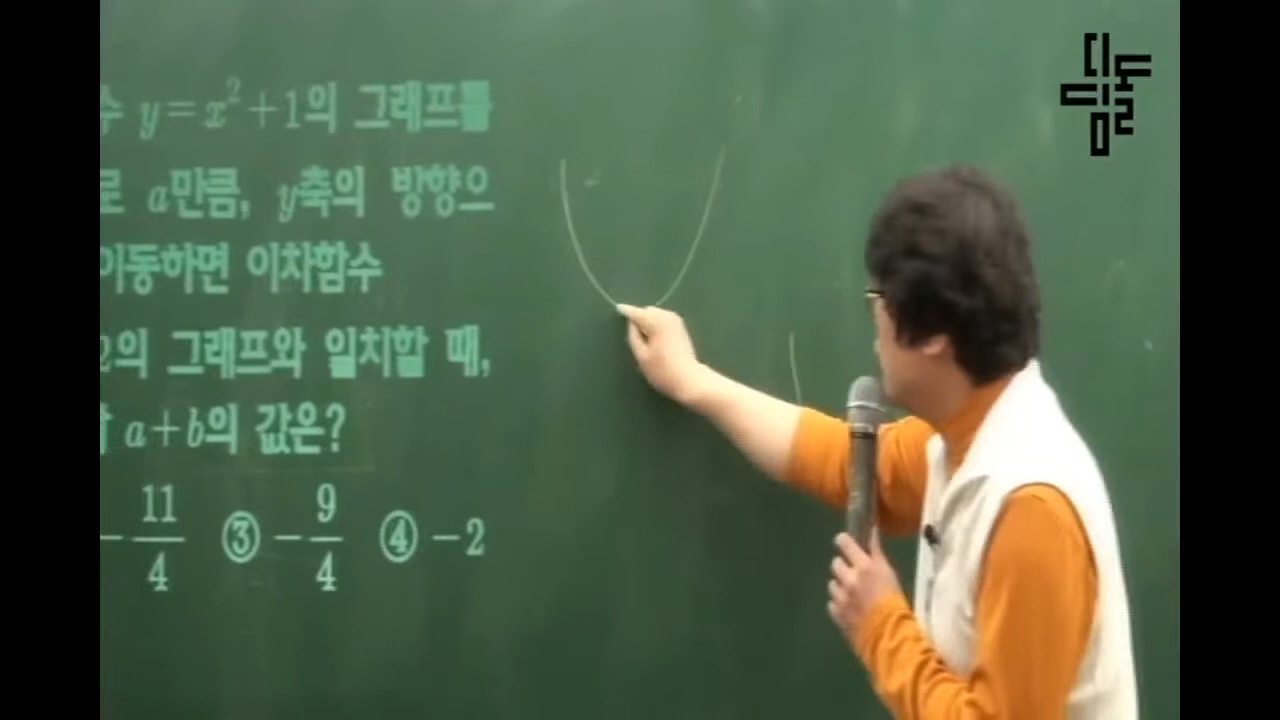 수 y=x²+1의 그래프를
로 a만큼, y축의 방향으
이동하면 이차함수
2의 그래프와 일치할 때,
a+b의 값은?
-11/4 ③ -9/4 ④ -2